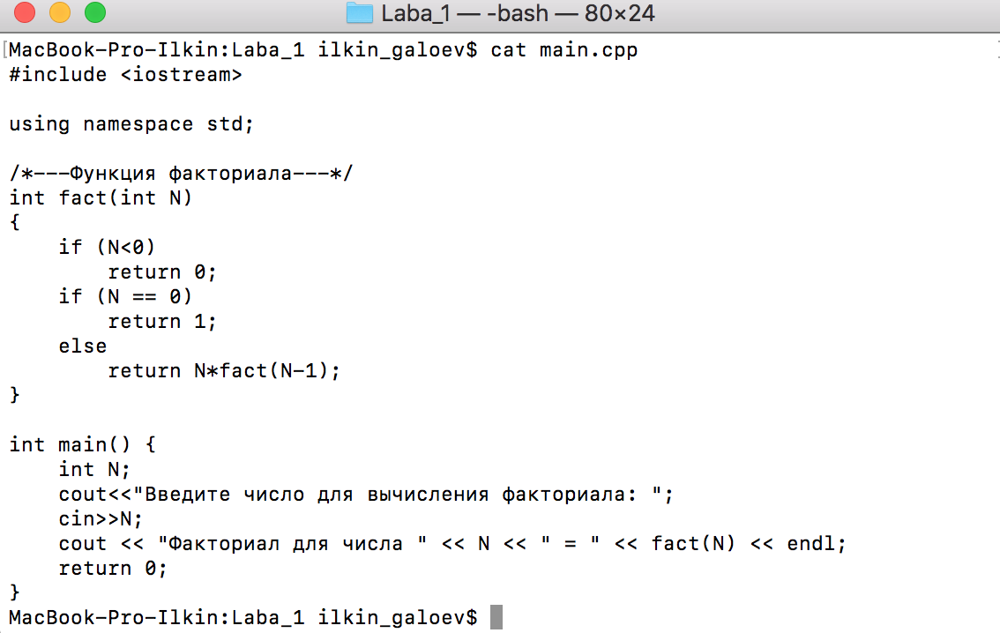 Laba_1 — -bash — 80×24
MacBook-Pro-Ilkin:Laba_1 ilkin_galoev$ cat main.cpp
#include <iostream>

using namespace std;

/*---Функция факториала---*/
int fact(int N)
{
    if (N<0)
        return 0;
    if (N == 0)
        return 1;
    else
        return N*fact(N-1);
}

int main() {
    int N;
    cout<<"Введите число для вычисления факториала: ";
    cin>>N;
    cout << "Факториал для числа " << N << " = " << fact(N) << endl;
    return 0;
}
MacBook-Pro-Ilkin:Laba_1 ilkin_galoev$